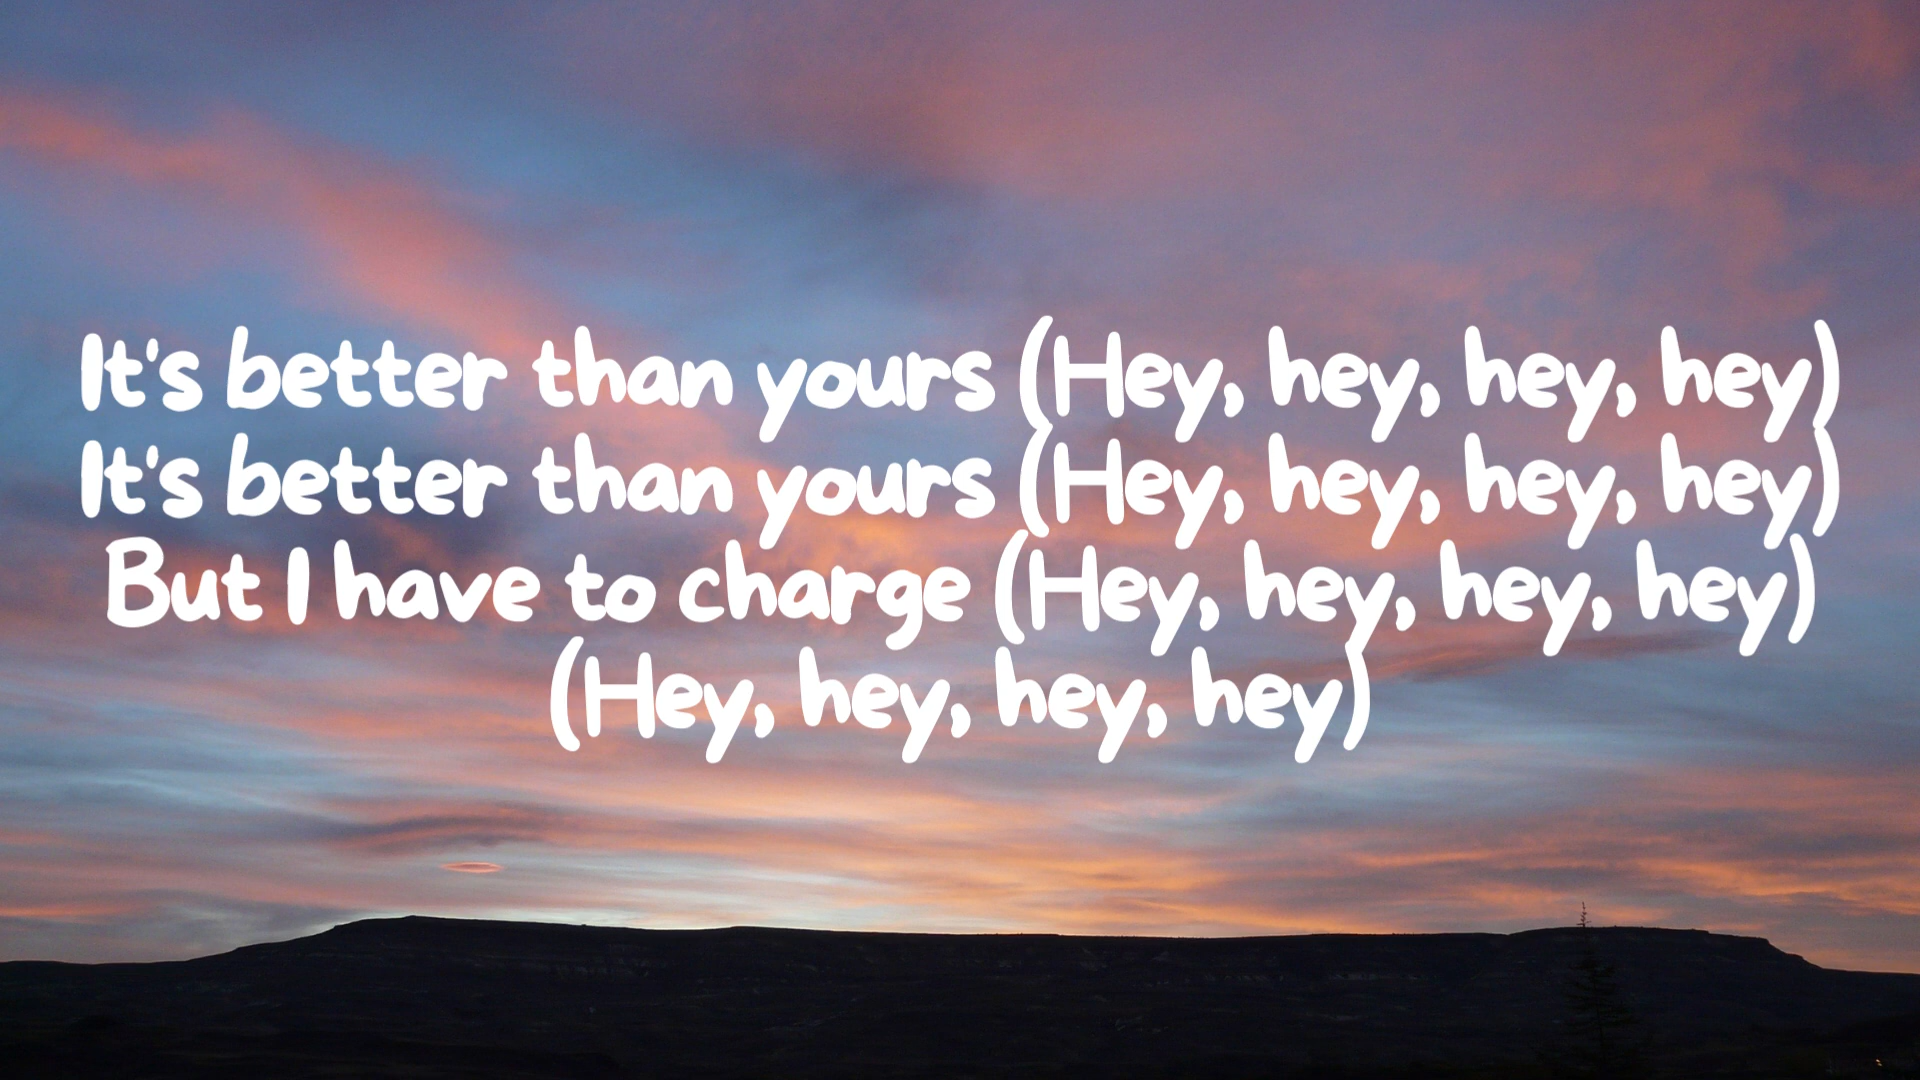 It's better than yours (Hey, hey, hey, hey)
It's better than yours (Hey, hey, hey, hey)
But I have to charge (Hey, hey, hey, hey)
(Hey, hey, hey, hey)